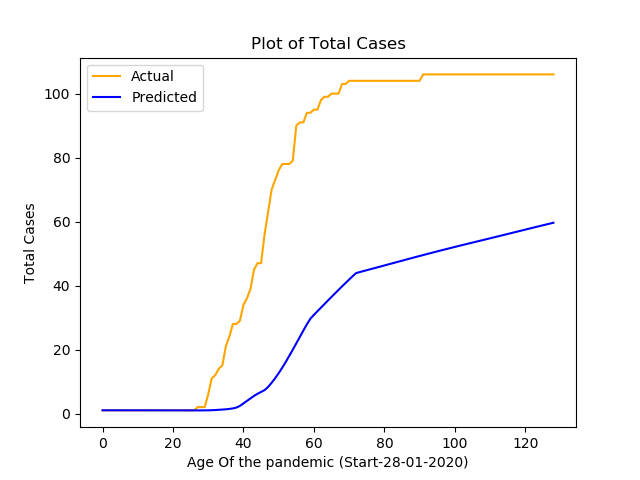 Plot of Total Cases
Actual
Predicted
100
80
60
40
20
0
Total Cases
0 20 40 60 80 100 120
Age Of the pandemic (Start-28-01-2020)